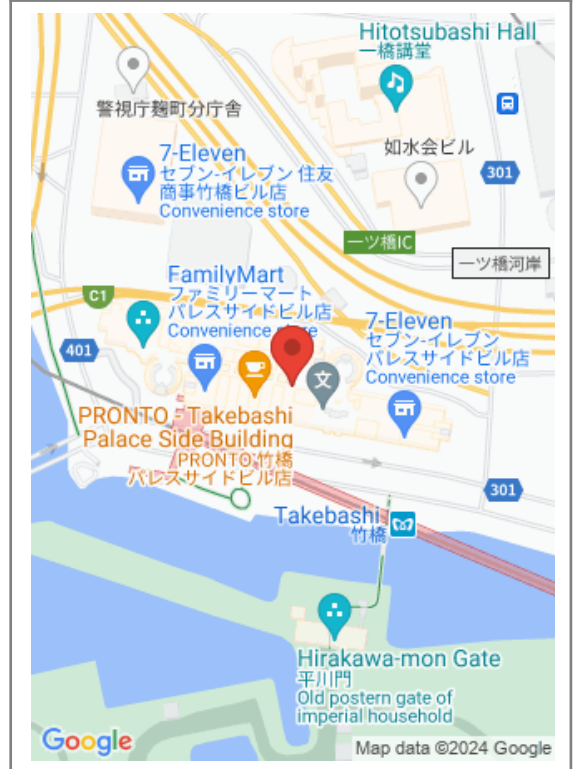 Hitotsubashi Hall
一橋講堂
警視庁麹町分庁舎
7-Eleven
セブン-イレブン 住友
商事竹橋ビル店
Convenience store
如水会ビル
301
一ツ橋IC
一ツ橋河岸
FamilyMart
ファミリーマート
パレスサイドビル店
Convenience store
C1
7-Eleven
セブン-イレブン
パレスサイドビル店
Convenience store
401
文
PRONTO - Takebashi
Palace Side Building
PRONTO 竹橋
パレスサイドビル店
301
Takebashi
竹橋
Hirakawa-mon Gate
平川門
Old postern gate of
imperial household
Google
Map data ©2024 Google